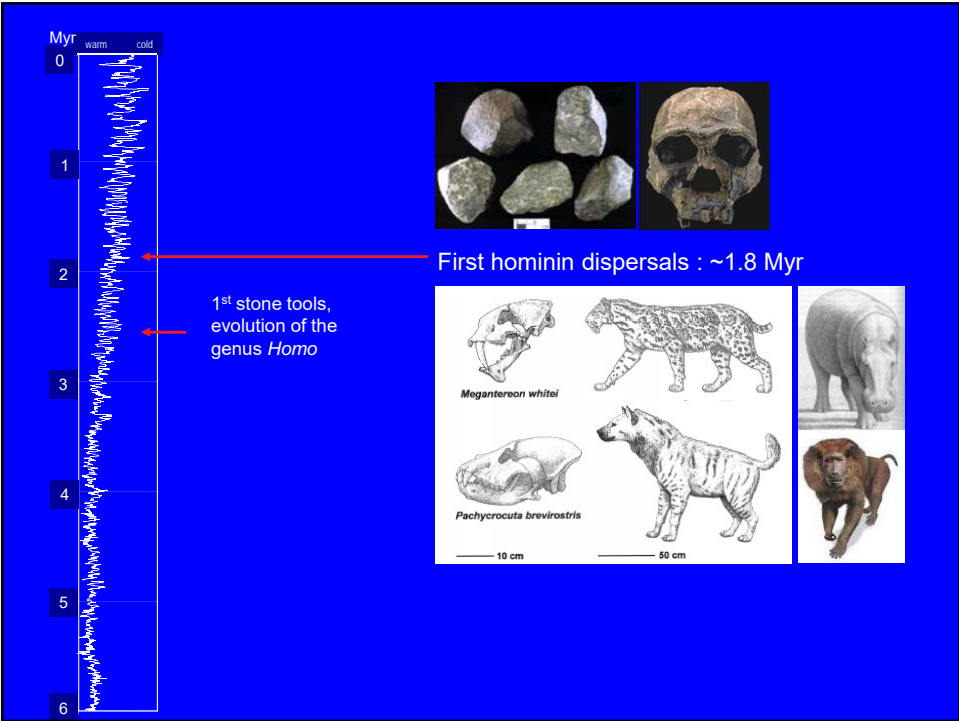 Myr
warm cold
0
1
2
3
4
5
6
First hominin dispersals : ~1.8 Myr
1st stone tools,
evolution of the
genus Homo
Megantereon whitei
Pachycrocuta brevirostris
10 cm 50 cm